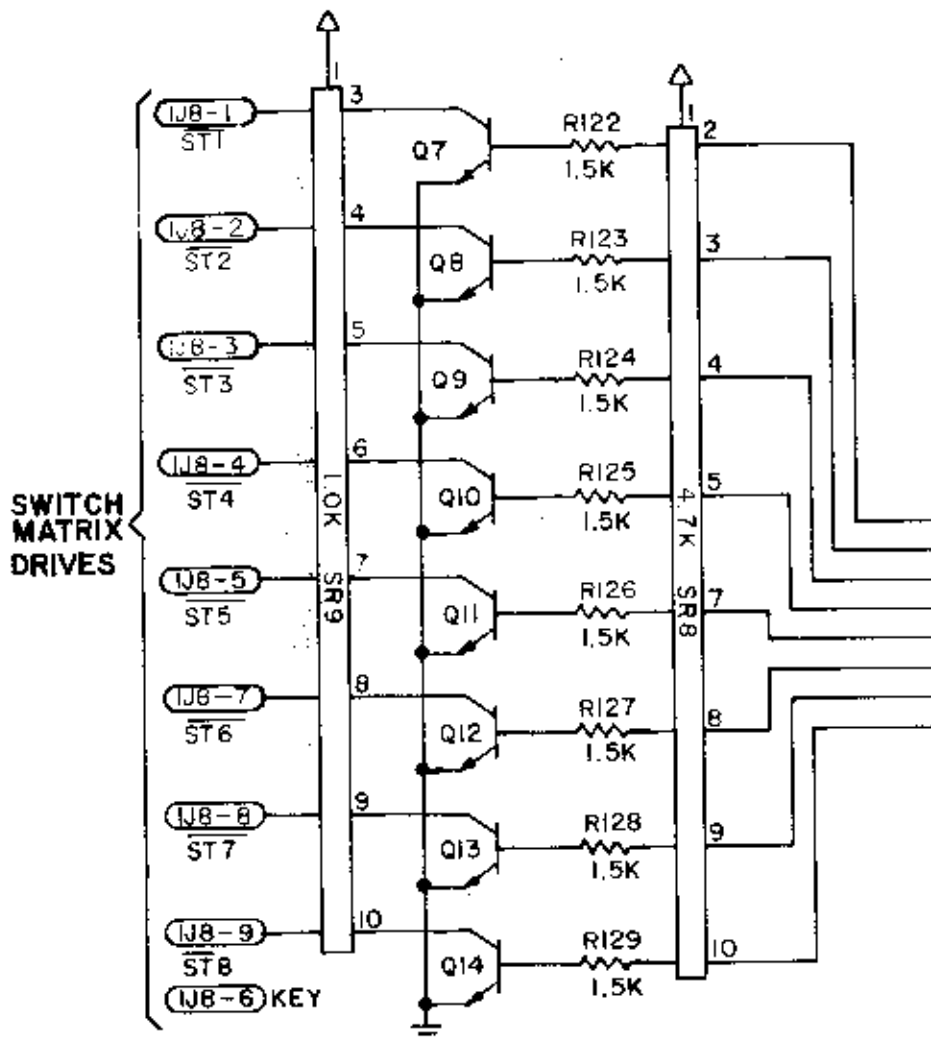 1
1J8-1
ST1
3
Q7
R122
1.5K
1
2
1J8-2
ST2
4
Q8
R123
1.5K
3
1J8-3
ST3
5
Q9
R124
1.5K
4
1J8-4
ST4
6
Q10
R125
1.5K
5
SWITCH
MATRIX
DRIVES
1.0K SR9
4.7K SR8
1J8-5
ST5
7
Q11
R126
1.5K
7
1J8-7
ST6
8
Q12
R127
1.5K
8
1J8-8
ST7
9
Q13
R128
1.5K
9
1J8-9
ST8
10
Q14
R129
1.5K
10
1J8-6 KEY